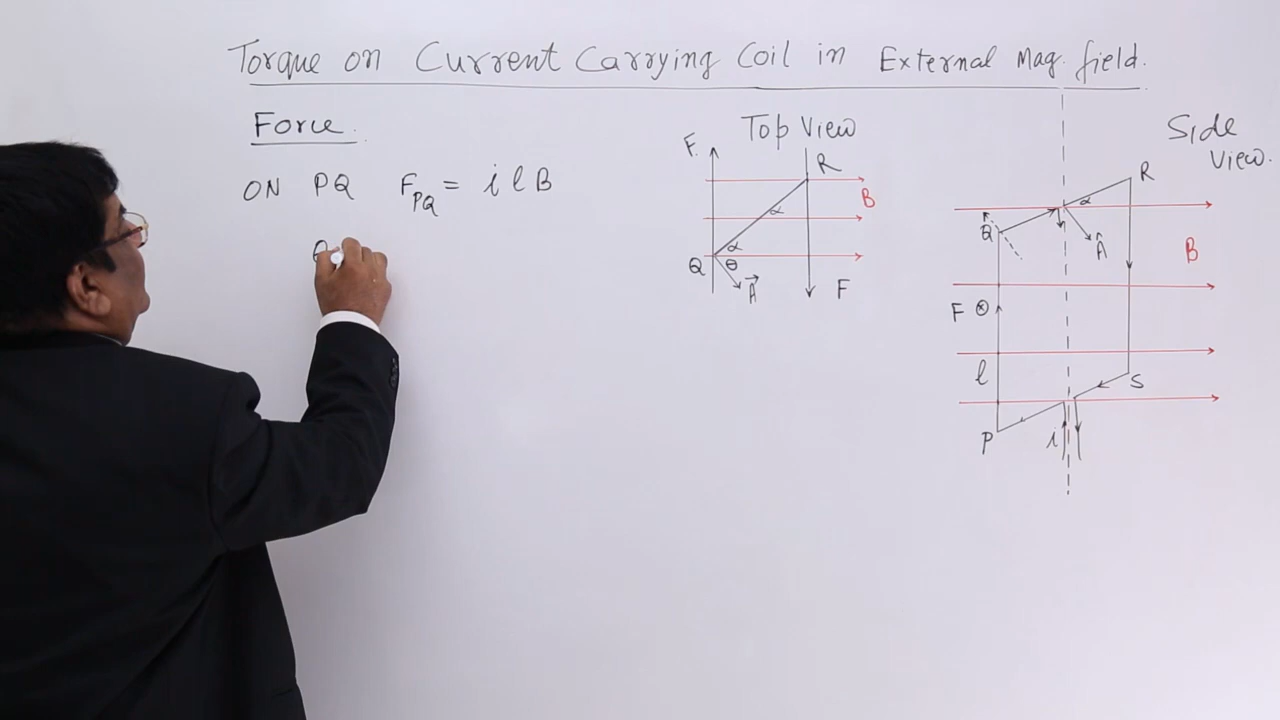 Torque on Current Carrying Coil in External Mag. field.
Force.
ON PQ F_PQ = i l B
Q
Top View
F
R
B
α
α
Q
θ
A⃗
F
Side View.
R
α
Q
Â
B
F ⊗
l
S
P
i